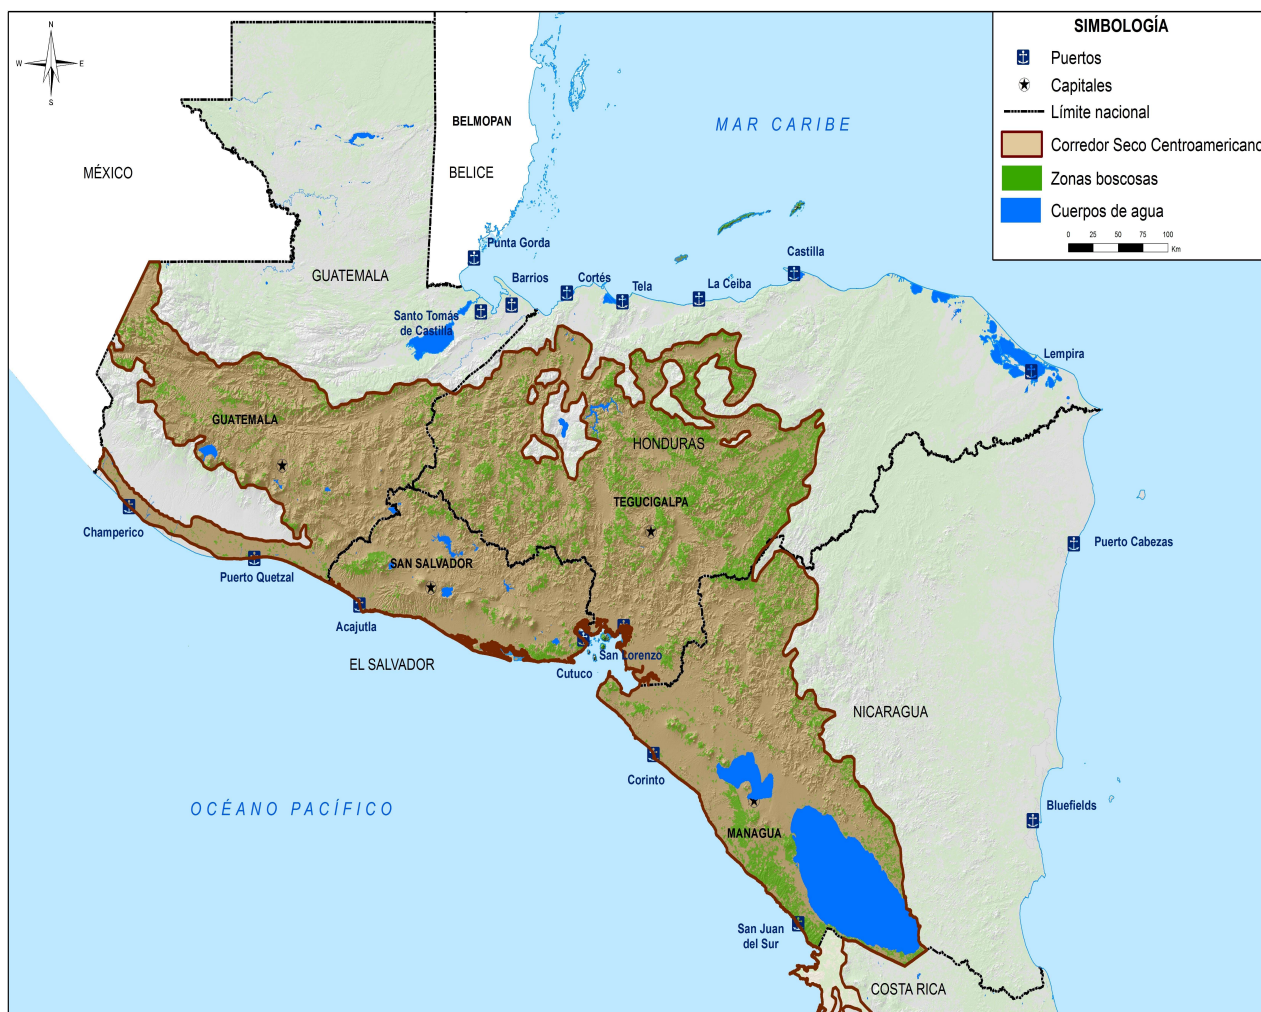 N
W
E
S
SIMBOLOGÍA
Puertos
Capitales
Límite nacional
Corredor Seco Centroamericano
Zonas boscosas
Cuerpos de agua
0 25 50 75 100
Km
MAR CARIBE
BELMOPAN
BELICE
MÉXICO
Punta Gorda
Castilla
GUATEMALA
Barrios
Cortés
Tela
La Ceiba
Santo Tomás
de Castilla
Lempira
GUATEMALA
HONDURAS
TEGUCIGALPA
Champerico
Puerto Cabezas
SAN SALVADOR
Puerto Quetzal
Acajutla
San Lorenzo
EL SALVADOR
Cutuco
NICARAGUA
Corinto
OCÉANO PACÍFICO
Bluefields
MANAGUA
San Juan
del Sur
COSTA RICA